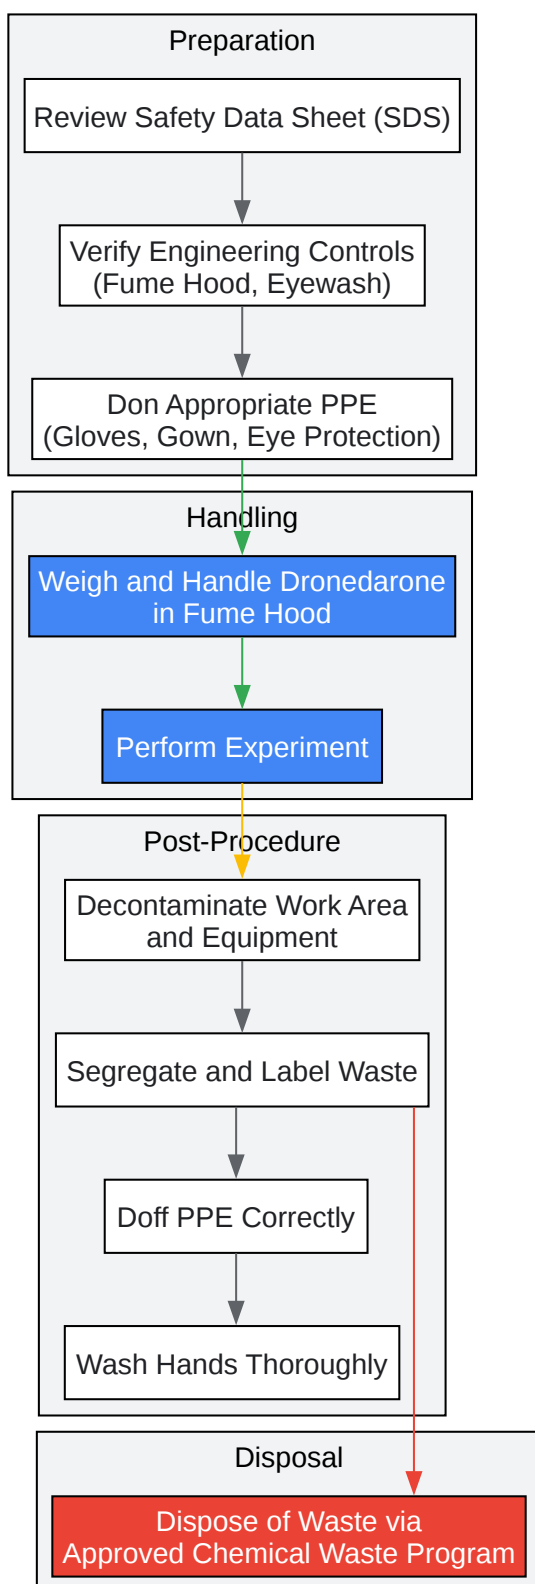 Preparation
Review Safety Data Sheet (SDS)
Verify Engineering Controls
(Fume Hood, Eyewash)
Don Appropriate PPE
(Gloves, Gown, Eye Protection)
Handling
Weigh and Handle Dronedarone
in Fume Hood
Perform Experiment
Post-Procedure
Decontaminate Work Area
and Equipment
Segregate and Label Waste
Doff PPE Correctly
Wash Hands Thoroughly
Disposal
Dispose of Waste via
Approved Chemical Waste Program